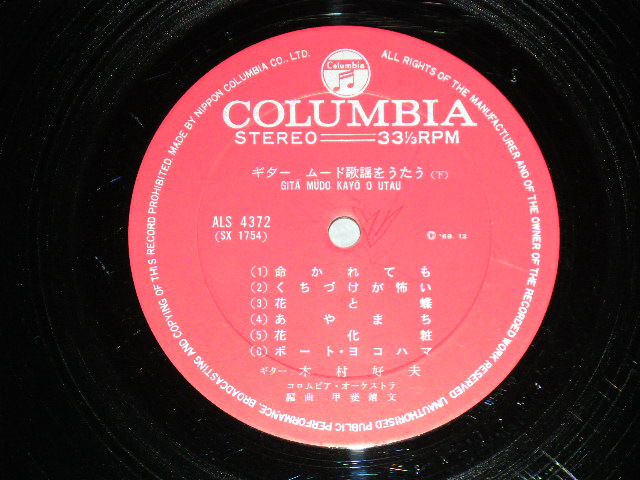 MADE BY NIPPON COLUMBIA CO., LTD. ALL RIGHTS OF THE MANUFACTURER AND OF THE OWNER OF THE RECORDED WORK RESERVED. UNAUTHORISED PUBLIC PERFORMANCE, BROADCASTING AND COPYING OF THIS RECORD PROHIBITED.
Columbia
COLUMBIA
STEREO 33⅓RPM
ギター ムード歌謡をうたう(下)
GITĀ MŪDO KAYŌ O UTAU
ALS 4372
(SX 1754)
© '68.12
(1) 命かれても
(2) くちづけが怖い
(3) 花と蝶
(4) あやまち
(5) 花化粧
(6) ポート・ヨコハマ
ギター 木村好夫
コロムビア・オーケストラ
編曲 甲斐靖文